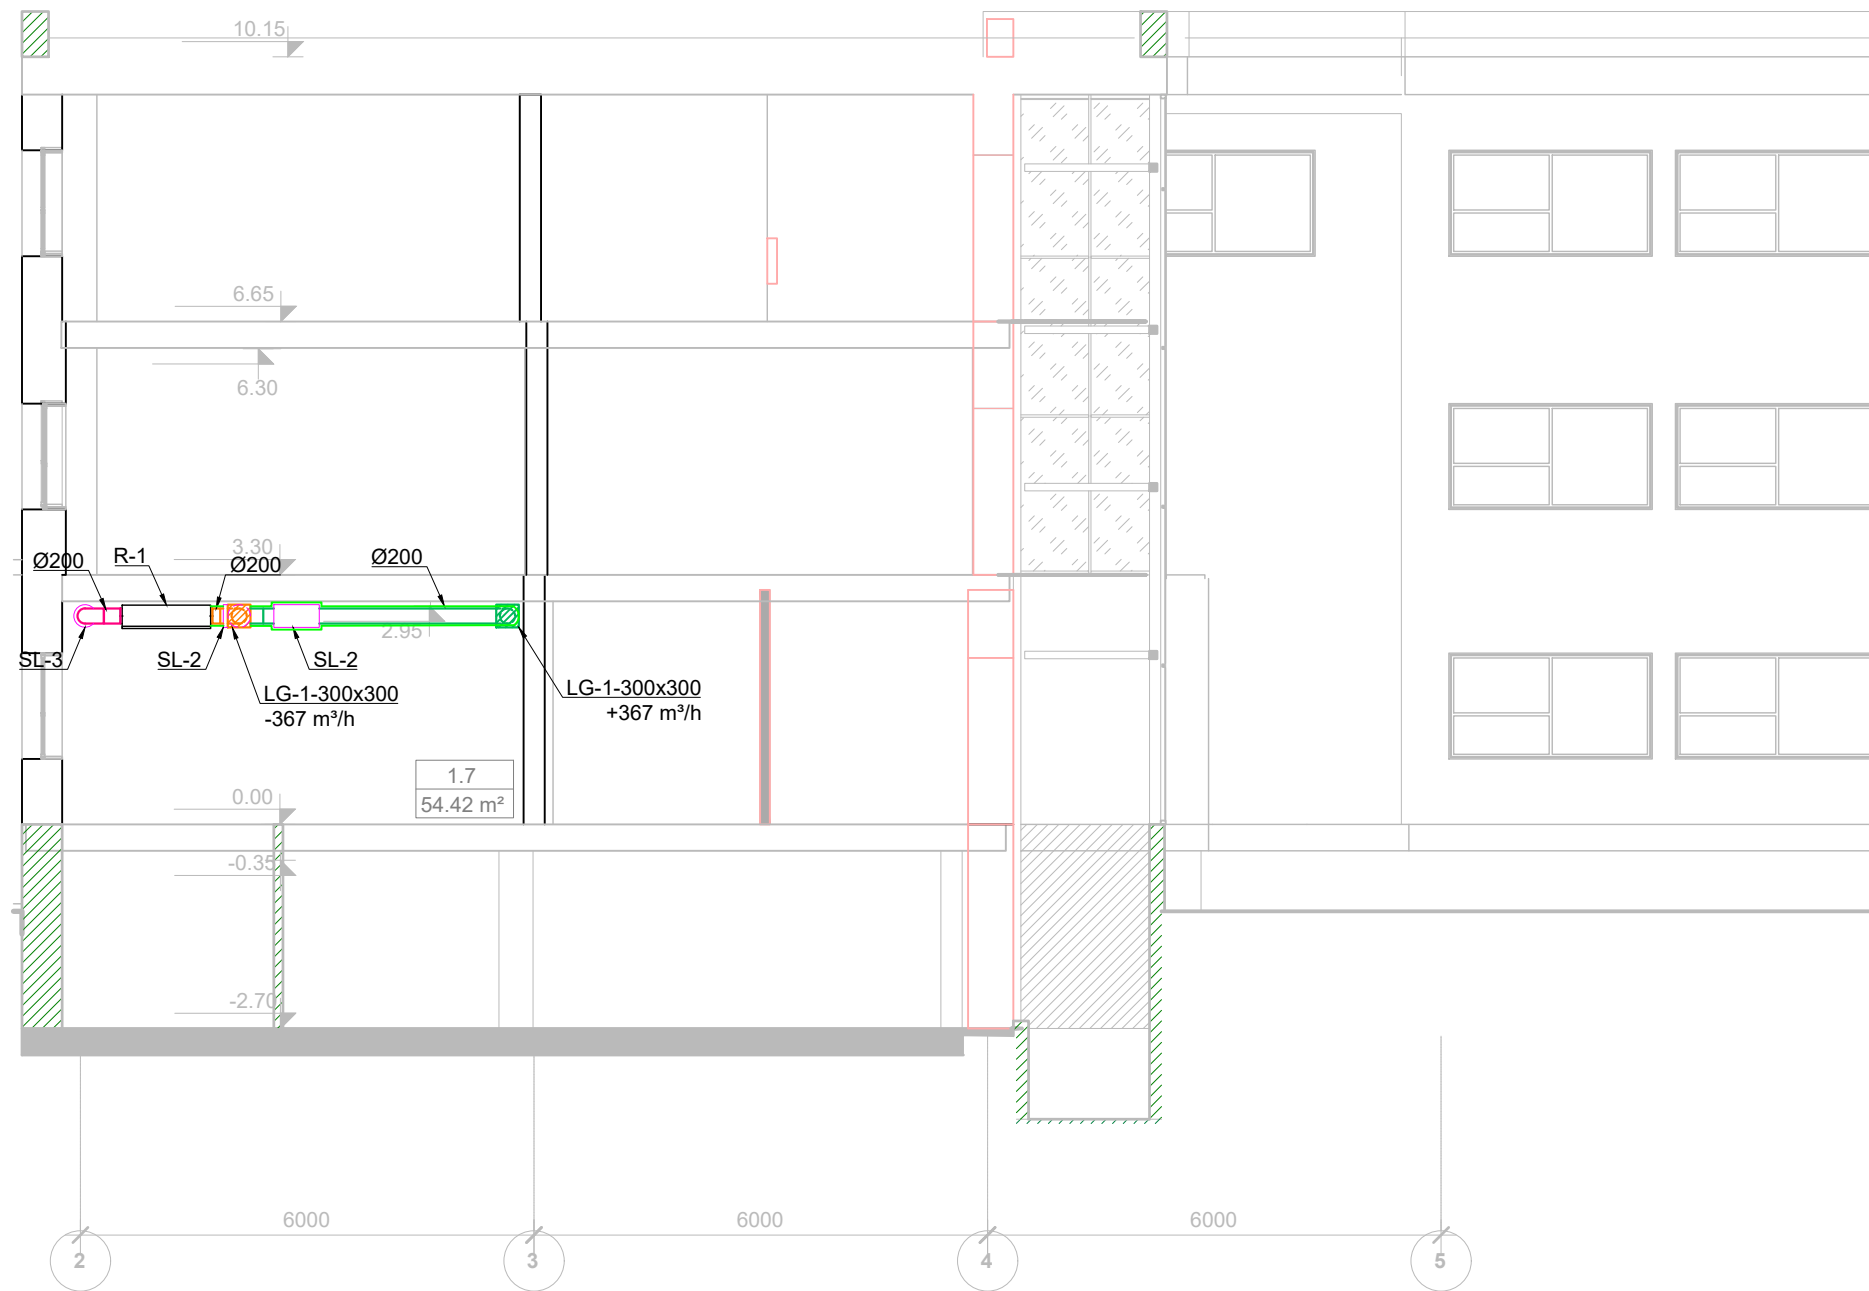 10.15
6.65
6.30
3.30
Ø200
R-1
Ø200
Ø200
2.95
SL-3
SL-2
SL-2
LG-1-300x300
-367 m³/h
LG-1-300x300
+367 m³/h
1.7
54.42 m²
0.00
-0.35
-2.70
6000
6000
6000
2
3
4
5